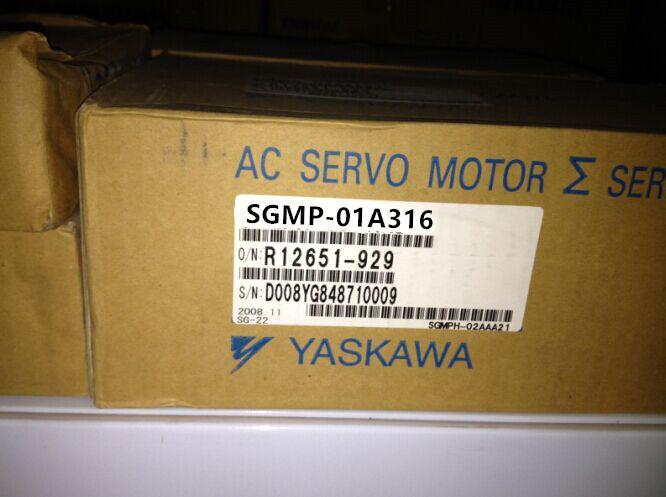 AC SERVO MOTOR Σ SER
SGMP-01A316
O/N: R12651-929
S/N: D008YG848710009
2008.11
SG-22
SGMPH-02AAA21
YASKAWA